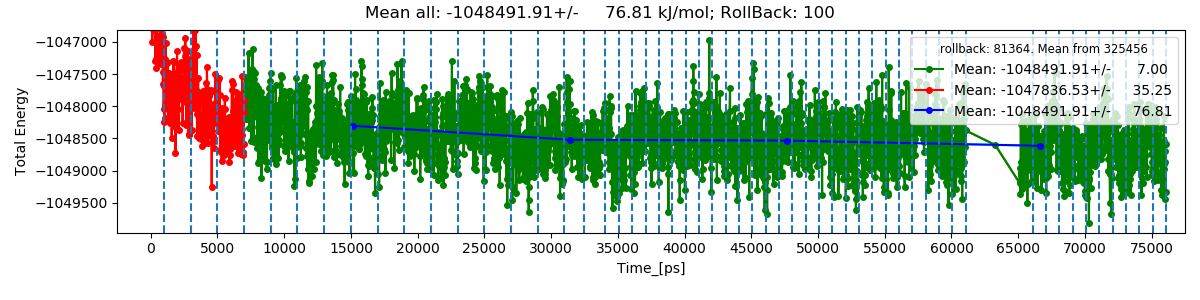 Mean all: -1048491.91+/-     76.81 kJ/mol; RollBack: 100
rollback: 81364. Mean from 325456
Mean: -1048491.91+/-     7.00
Mean: -1047836.53+/-     35.25
Mean: -1048491.91+/-     76.81
Total Energy
−1047000
−1047500
−1048000
−1048500
−1049000
−1049500
0 5000 10000 15000 20000 25000 30000 35000 40000 45000 50000 55000 60000 65000 70000 75000
Time_[ps]